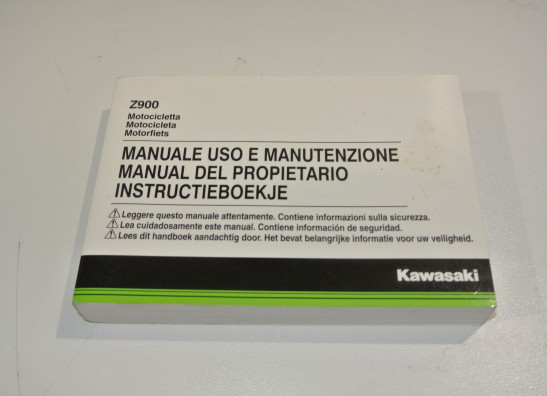 Z900
Motocicletta
Motocicleta
Motorfiets
MANUALE USO E MANUTENZIONE
MANUAL DEL PROPIETARIO
INSTRUCTIEBOEKJE
Leggere questo manuale attentamente. Contiene informazioni sulla sicurezza.
Lea cuidadosamente este manual. Contiene información de seguridad.
Lees dit handboek aandachtig door. Het bevat belangrijke informatie voor uw veiligheid.
Kawasaki